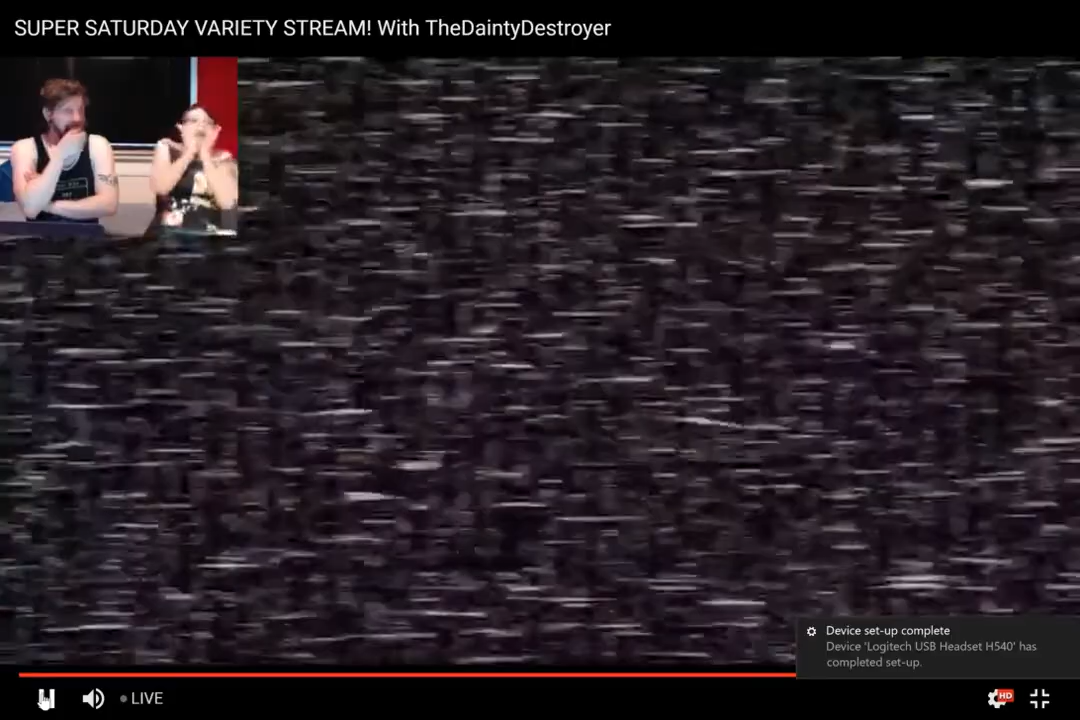 SUPER SATURDAY VARIETY STREAM! With TheDaintyDestroyer
Device set-up complete
Device 'Logitech USB Headset H540' has
completed set-up.
LIVE
HD